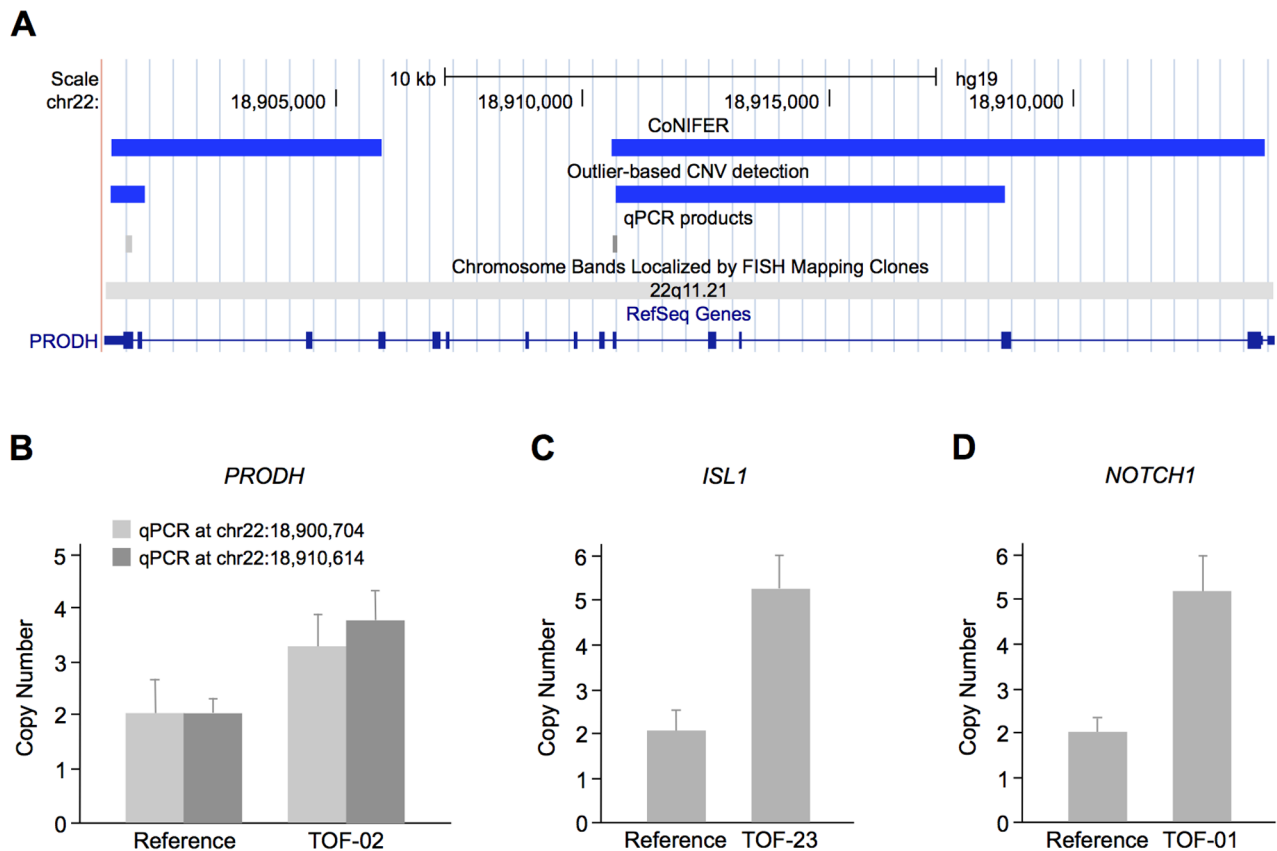 A
Scale
10 kb
hg19
chr22:
18,905,000
18,910,000
18,915,000
18,910,000
CoNIFER
Outlier-based CNV detection
qPCR products
Chromosome Bands Localized by FISH Mapping Clones
22q11.21
RefSeq Genes
PRODH
B
PRODH
qPCR at chr22:18,900,704
qPCR at chr22:18,910,614
Copy Number
5
4
3
2
1
0
Reference
TOF-02
C
ISL1
Copy Number
6
5
4
3
2
1
0
Reference
TOF-23
D
NOTCH1
Copy Number
6
5
4
3
2
1
0
Reference
TOF-01